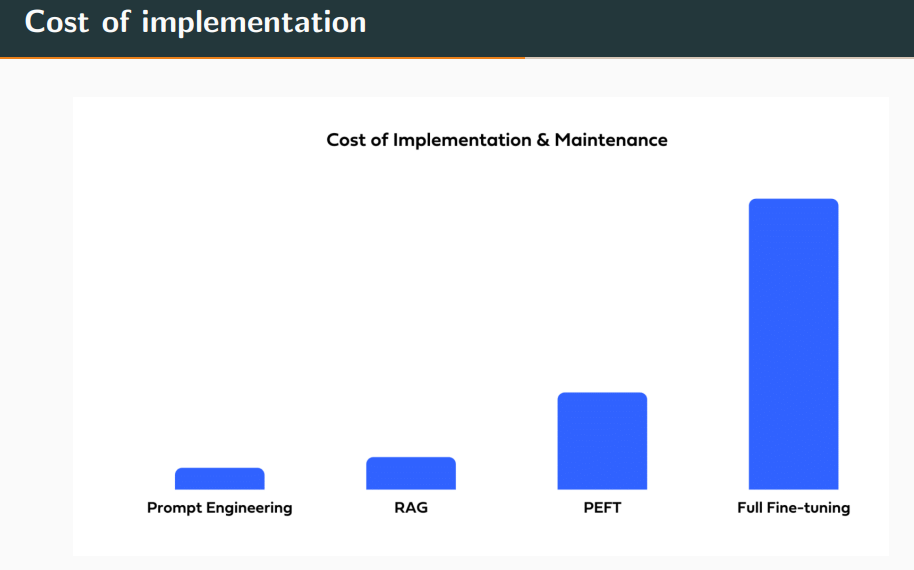 Cost of implementation
Cost of Implementation & Maintenance
Prompt Engineering RAG PEFT Full Fine-tuning